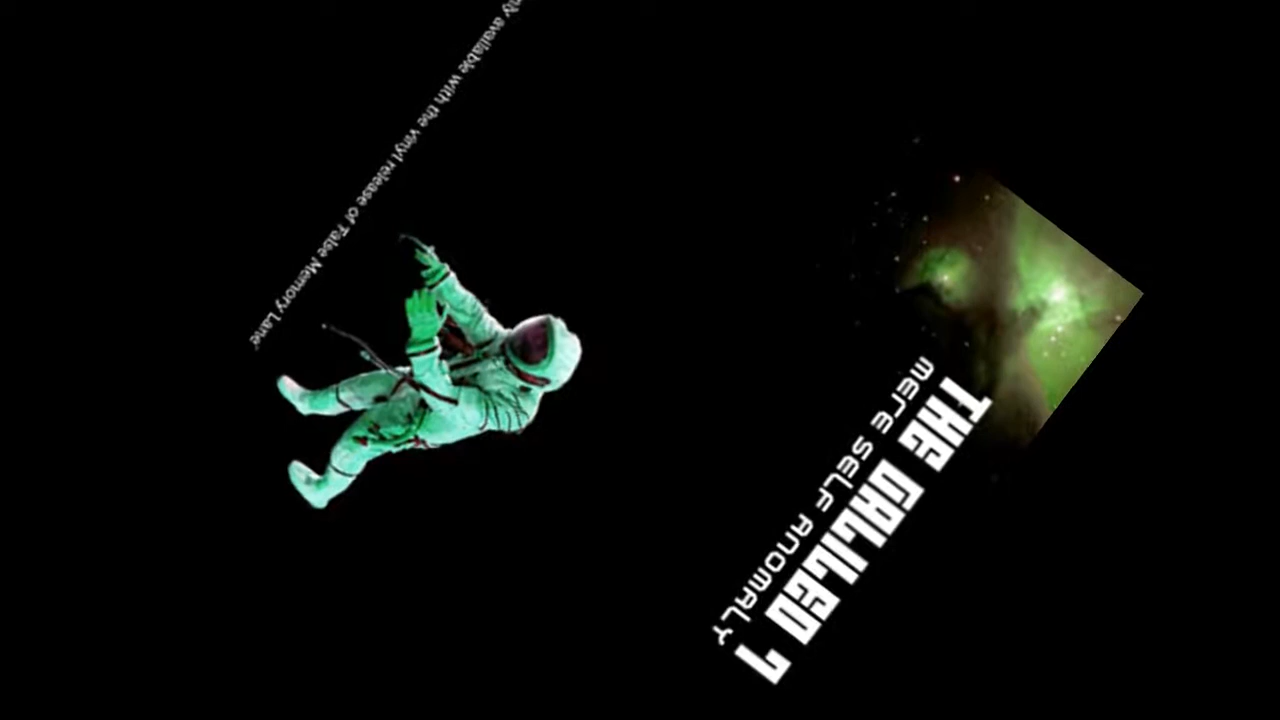 THE GALILEO 7
MERE SELF ANOMALY
available with the vinyl release of 'False Memory Lane'